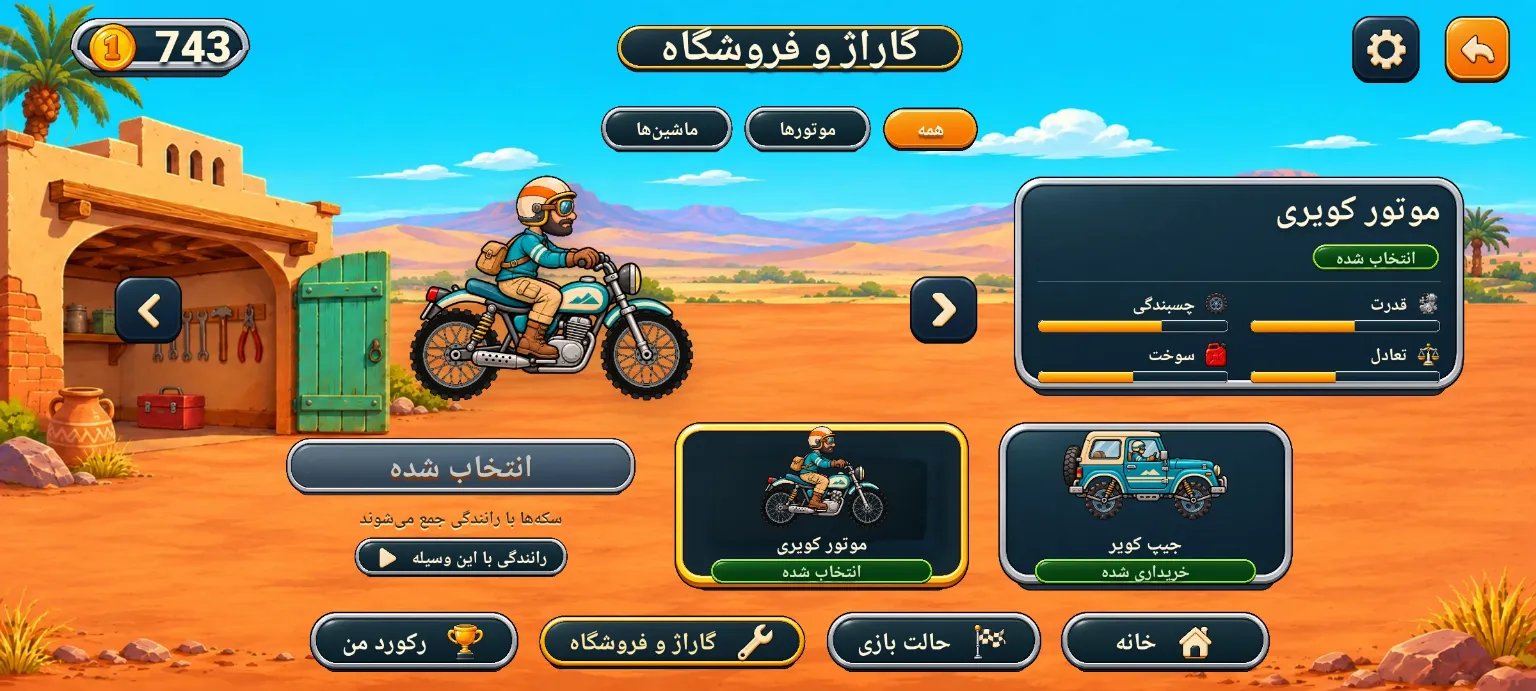 743
گاراژ و فروشگاه
همه
موتورها
ماشین‌ها
موتور کویری
انتخاب شده
قدرت
چسبندگی
تعادل
سوخت
جیپ کویر
خریداری شده
موتور کویری
انتخاب شده
انتخاب شده
سکه‌ها با رانندگی جمع می‌شوند
رانندگی با این وسیله
خانه
حالت بازی
گاراژ و فروشگاه
رکورد من